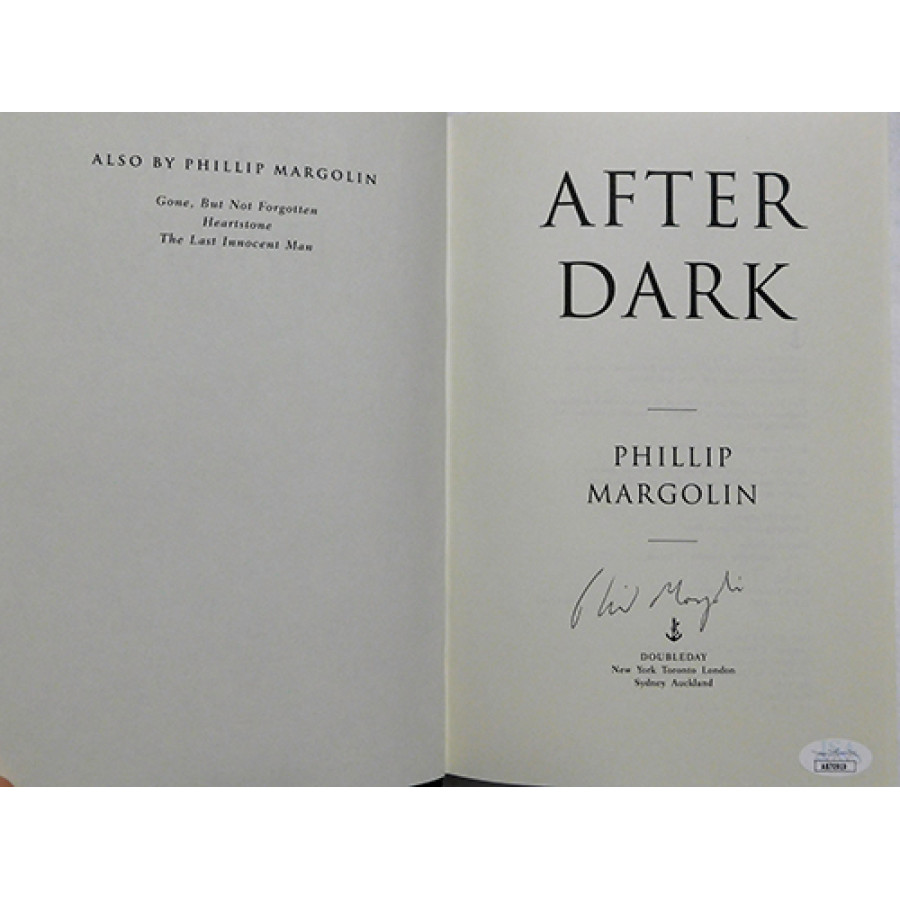 ALSO BY PHILLIP MARGOLIN
Gone, But Not Forgotten
Heartstone
The Last Innocent Man
AFTER
DARK
PHILLIP
MARGOLIN
DOUBLEDAY
New York Toronto London
Sydney Auckland